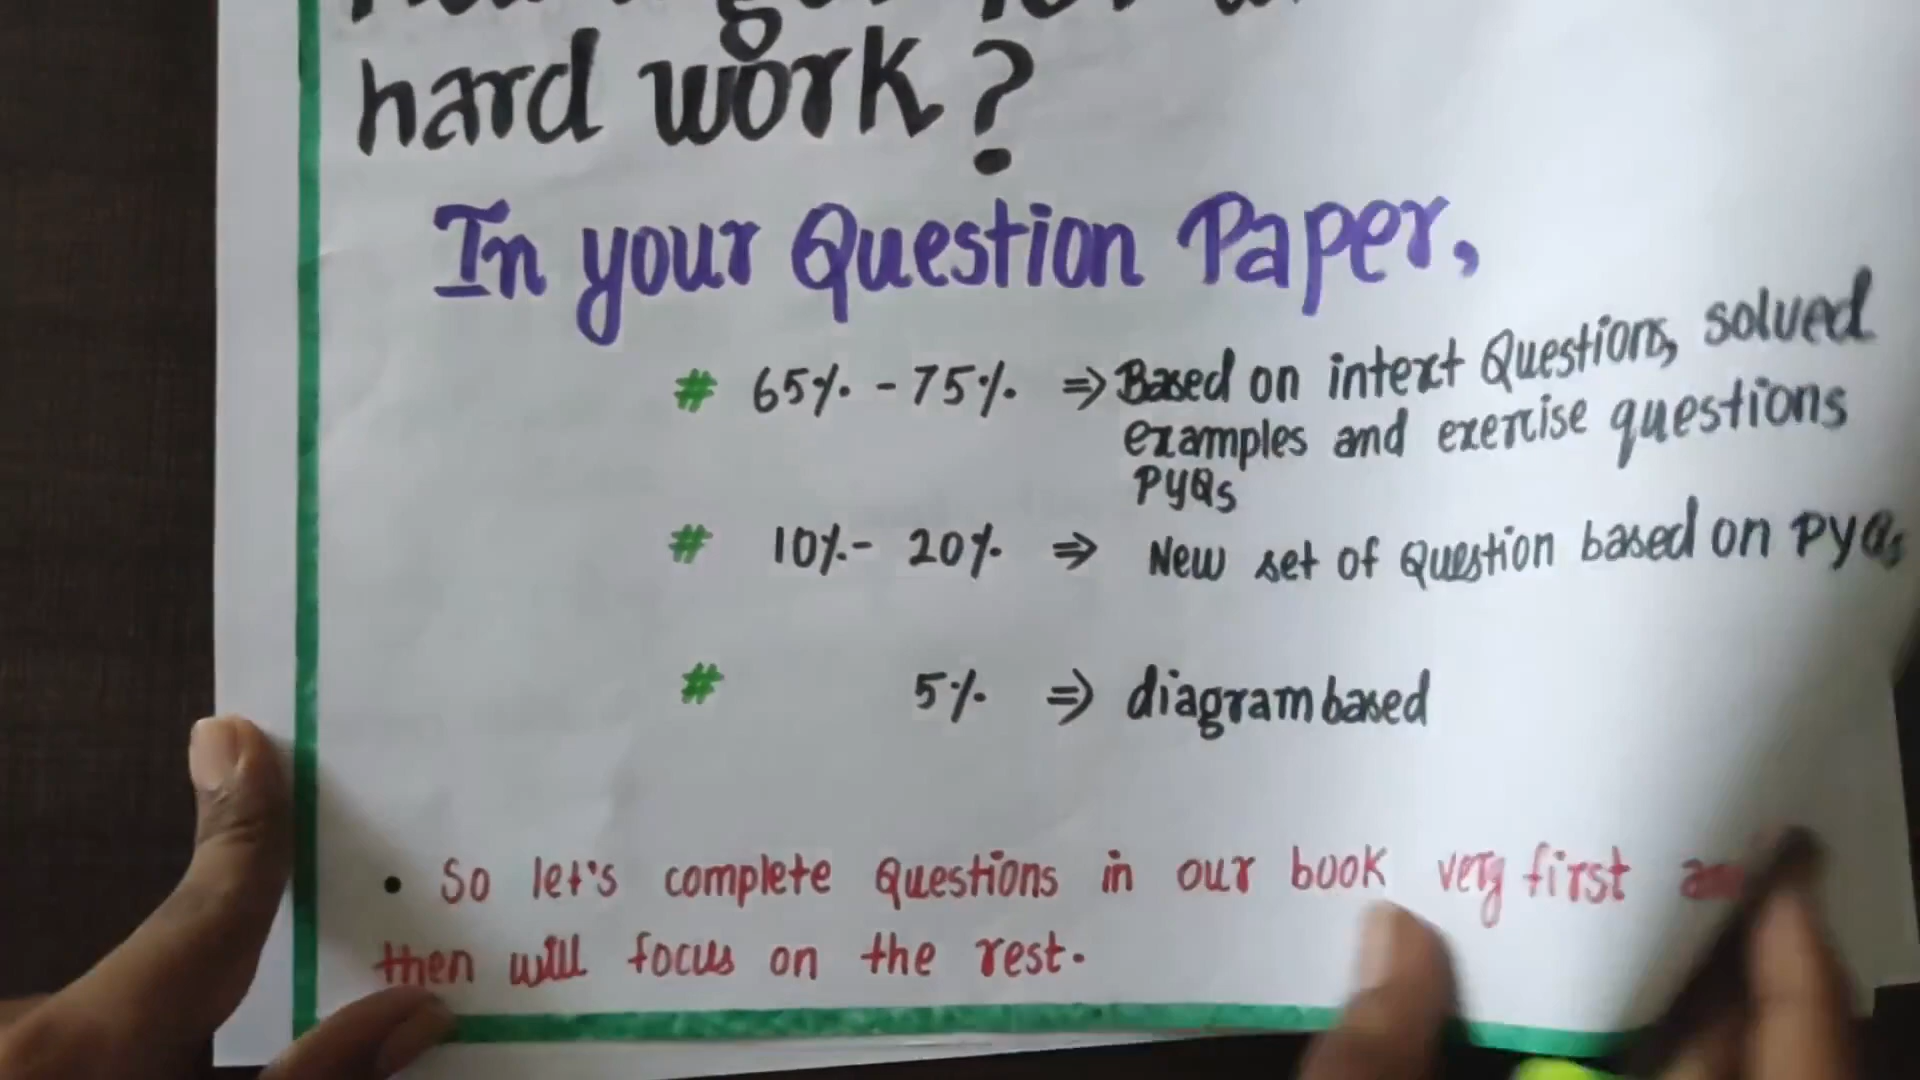 hard work?
In your Question Paper,
# 65% - 75% ⇒ Based on intext Questions, solved
examples and exercise questions
PYQs
# 10% - 20% ⇒ New set of Question based on PYQs
# 5% ⇒ diagram based
• So let's complete Questions in our book very first
then will focus on the rest.